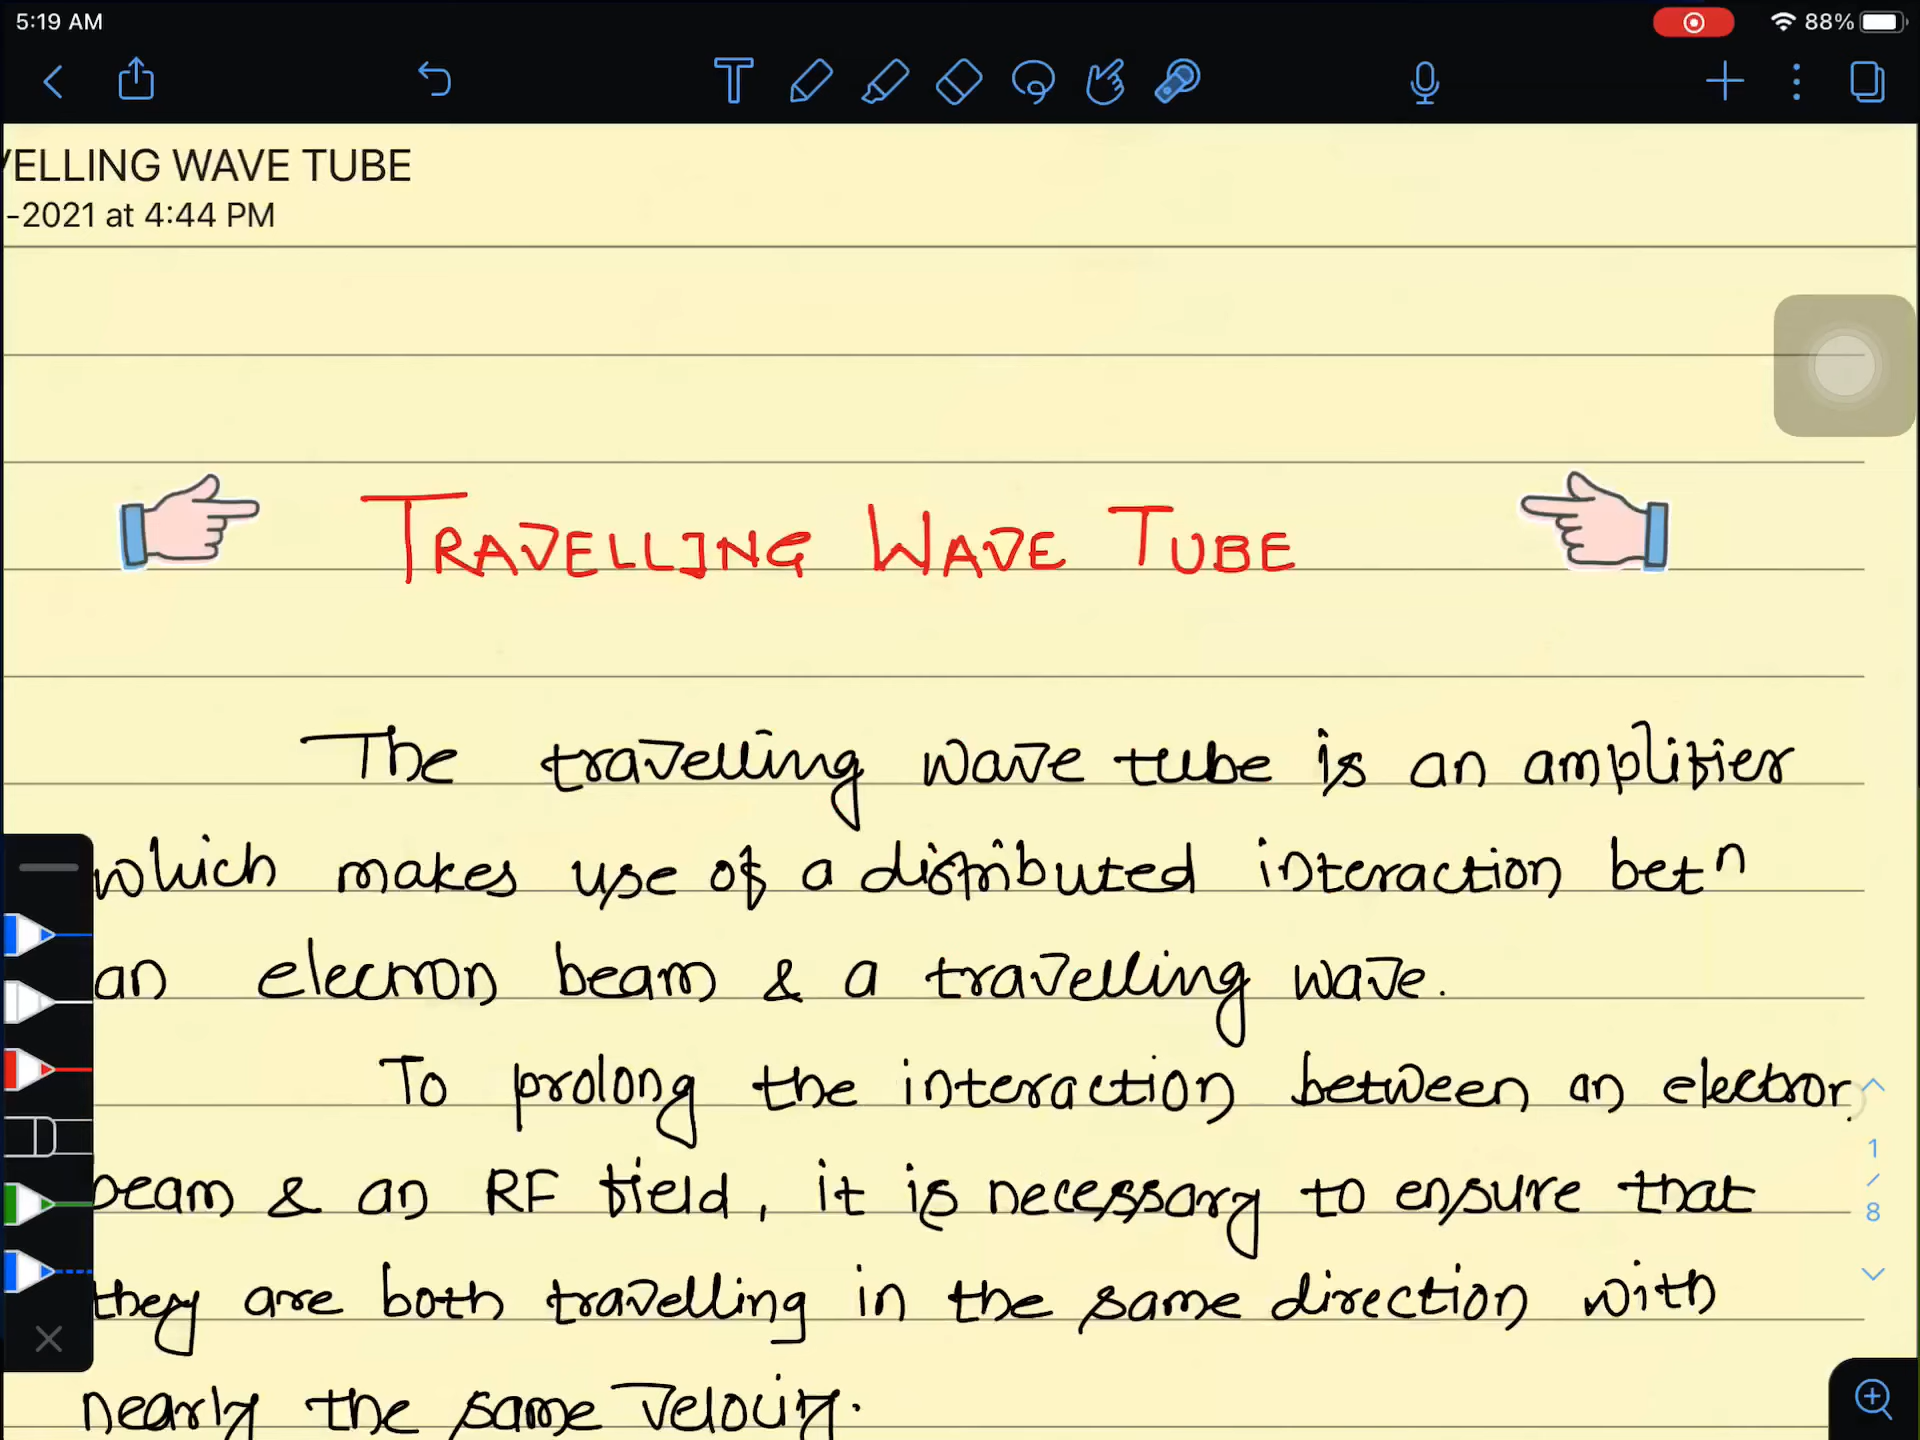 5:19 AM
88%
VELLING WAVE TUBE
-2021 at 4:44 PM
TRAVELLING WAVE TUBE
The travelling wave tube is an amplifier
which makes use of a distributed interaction betn
an electron beam & a travelling wave.
To prolong the interaction between an electron
beam & an RF field, it is necessary to ensure that
they are both travelling in the same direction with
nearly the same velocity.
1
/
8